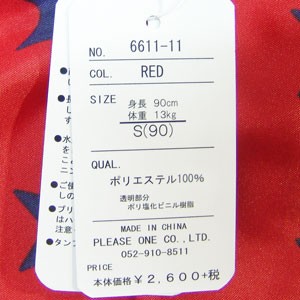 NO. 6611-11
COL. RED
SIZE 身長 90cm
体重 13kg
S(90)
QUAL.
ポリエステル100%
透明部分
ポリ塩化ビニル樹脂
MADE IN CHINA
PLEASE ONE CO.,LTD.
052-910-8511
PRICE
本体価格 ¥2,600+税